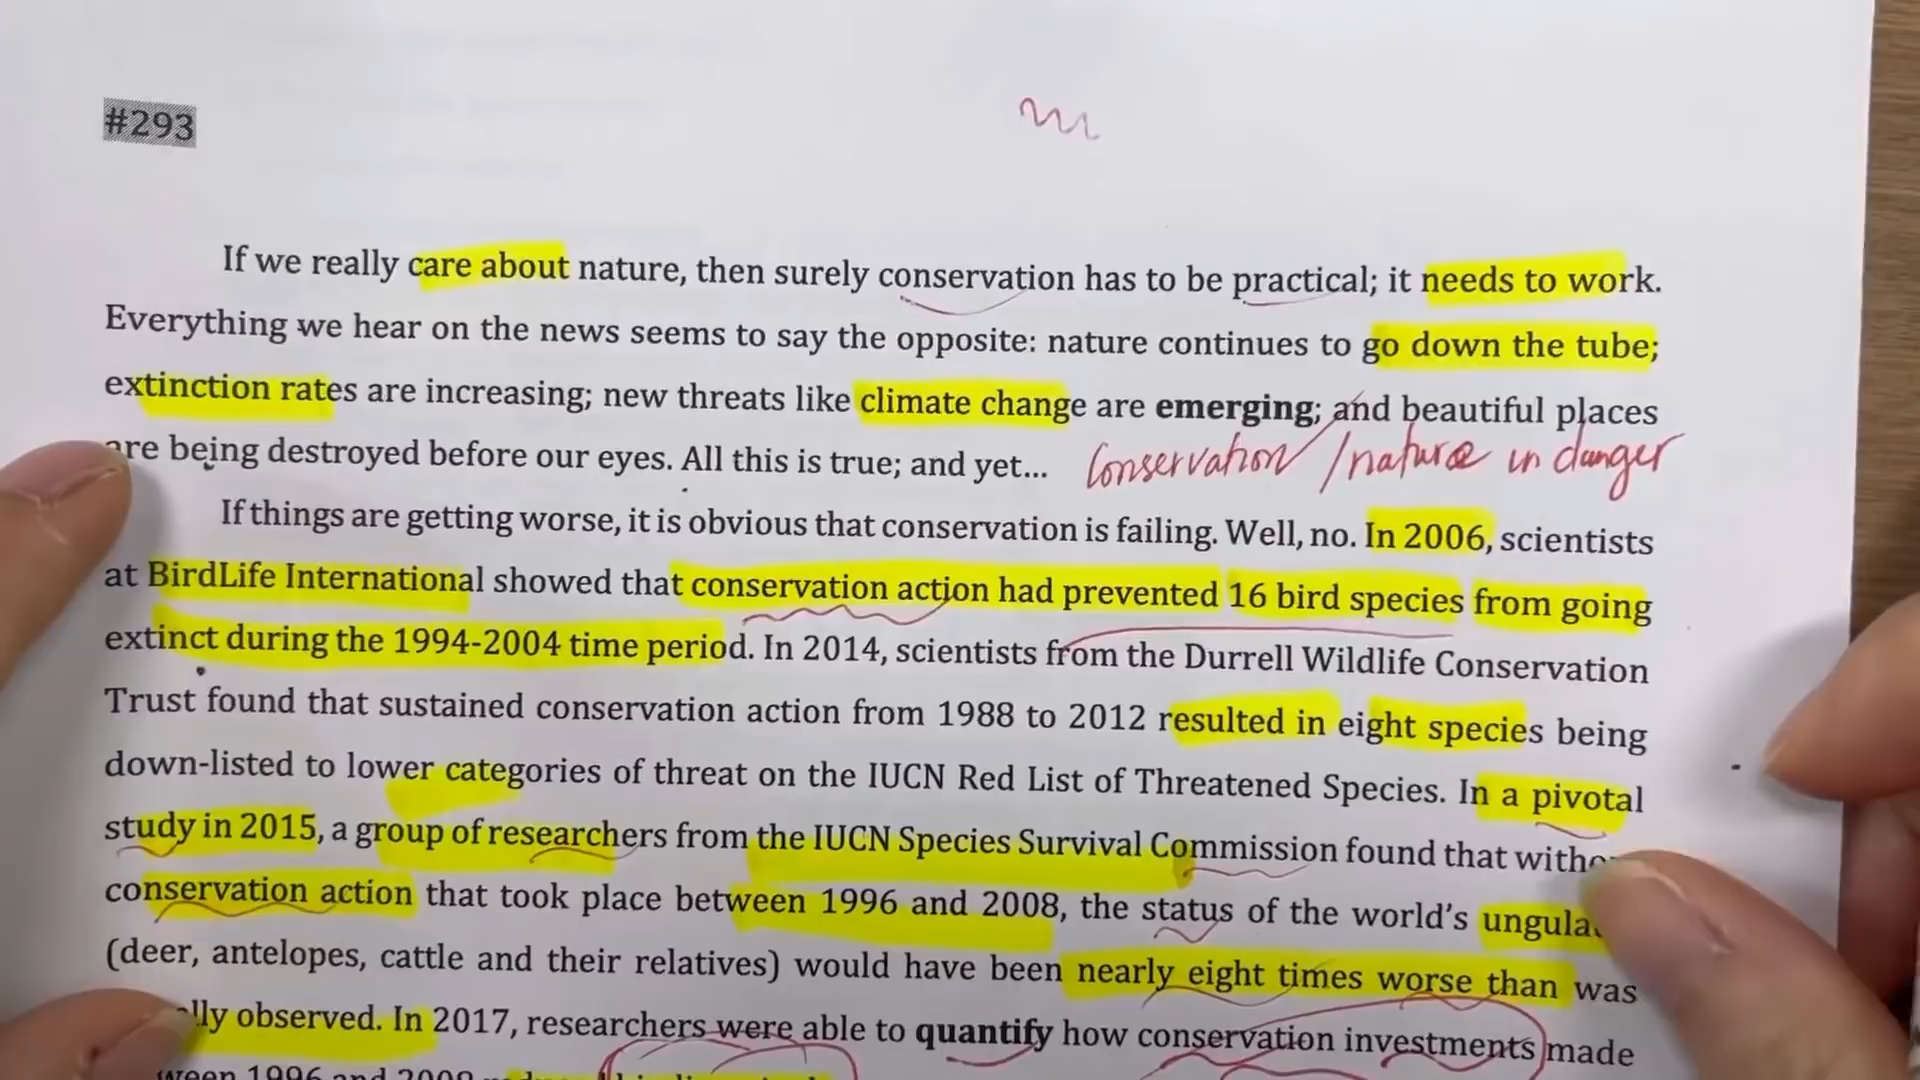 #293
If we really care about nature, then surely conservation has to be practical; it needs to work.
Everything we hear on the news seems to say the opposite: nature continues to go down the tube;
extinction rates are increasing; new threats like climate change are emerging; and beautiful places
are being destroyed before our eyes. All this is true; and yet...
Conservation / nature in danger
If things are getting worse, it is obvious that conservation is failing. Well, no. In 2006, scientists
at BirdLife International showed that conservation action had prevented 16 bird species from going
extinct during the 1994-2004 time period. In 2014, scientists from the Durrell Wildlife Conservation
Trust found that sustained conservation action from 1988 to 2012 resulted in eight species being
down-listed to lower categories of threat on the IUCN Red List of Threatened Species. In a pivotal
study in 2015, a group of researchers from the IUCN Species Survival Commission found that
conservation action that took place between 1996 and 2008, the status of the world's
(deer, antelopes, cattle and their relatives) would have been nearly eight times worse than was
observed. In 2017, researchers were able to quantify how conservation investments made
1996 and 2008